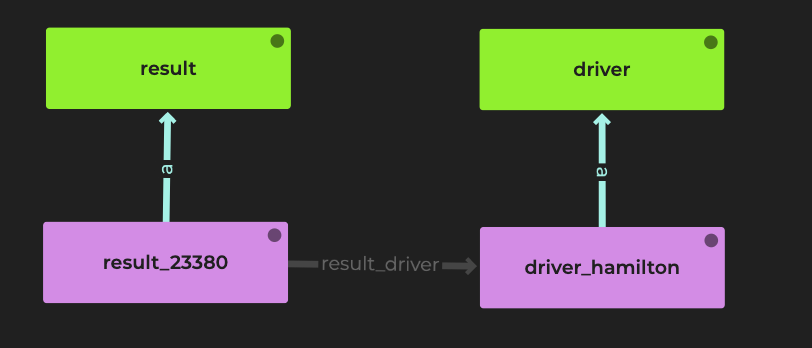 result
driver
a
a
result_23380
result_driver
driver_hamilton